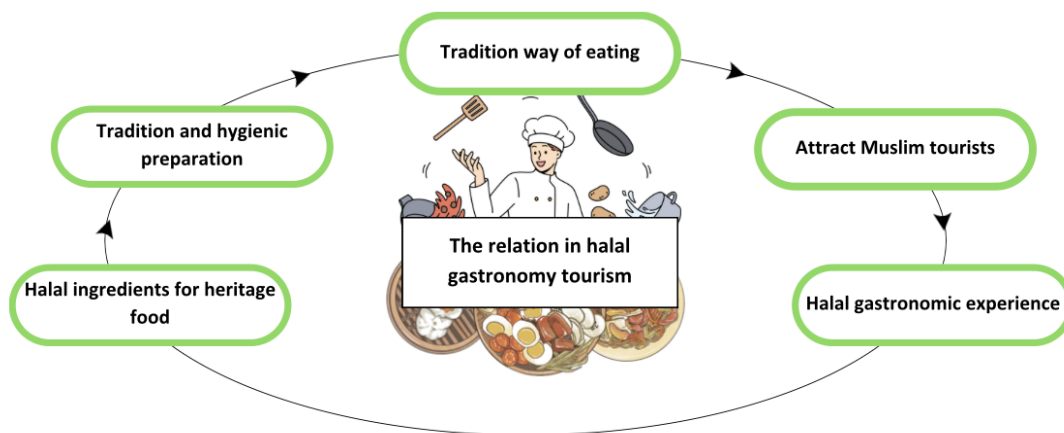 Tradition way of eating
Tradition and hygienic
preparation
Attract Muslim tourists
The relation in halal
gastronomy tourism
Halal ingredients for heritage
food
Halal gastronomic experience